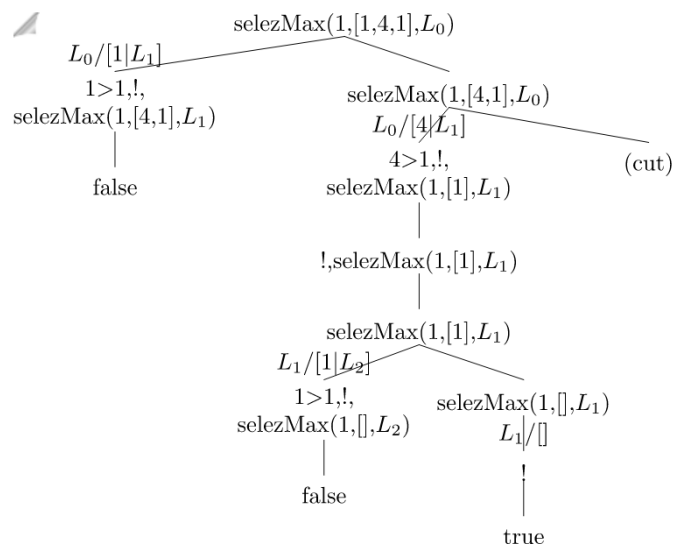 selezMax(1,[1,4,1],L₀)
L₀/[1|L₁]
1>1,!,
selezMax(1,[4,1],L₁)
false
selezMax(1,[4,1],L₀)
L₀/[4|L₁]
4>1,!,
selezMax(1,[1],L₁)
(cut)
!,selezMax(1,[1],L₁)
selezMax(1,[1],L₁)
L₁/[1|L₂]
1>1,!,
selezMax(1,[],L₂)
false
selezMax(1,[],L₁)
L₁/[]
!
true